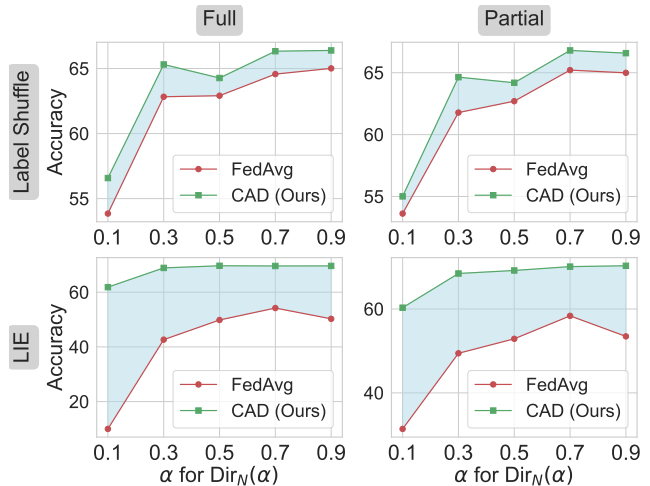 Full
Partial
Label Shuffle
Accuracy
65
60
55
FedAvg
CAD (Ours)
0.1 0.3 0.5 0.7 0.9
65
60
55
FedAvg
CAD (Ours)
0.1 0.3 0.5 0.7 0.9
LIE
Accuracy
60
40
20
FedAvg
CAD (Ours)
0.1 0.3 0.5 0.7 0.9
α for Dir_N(α)
60
40
FedAvg
CAD (Ours)
0.1 0.3 0.5 0.7 0.9
α for Dir_N(α)